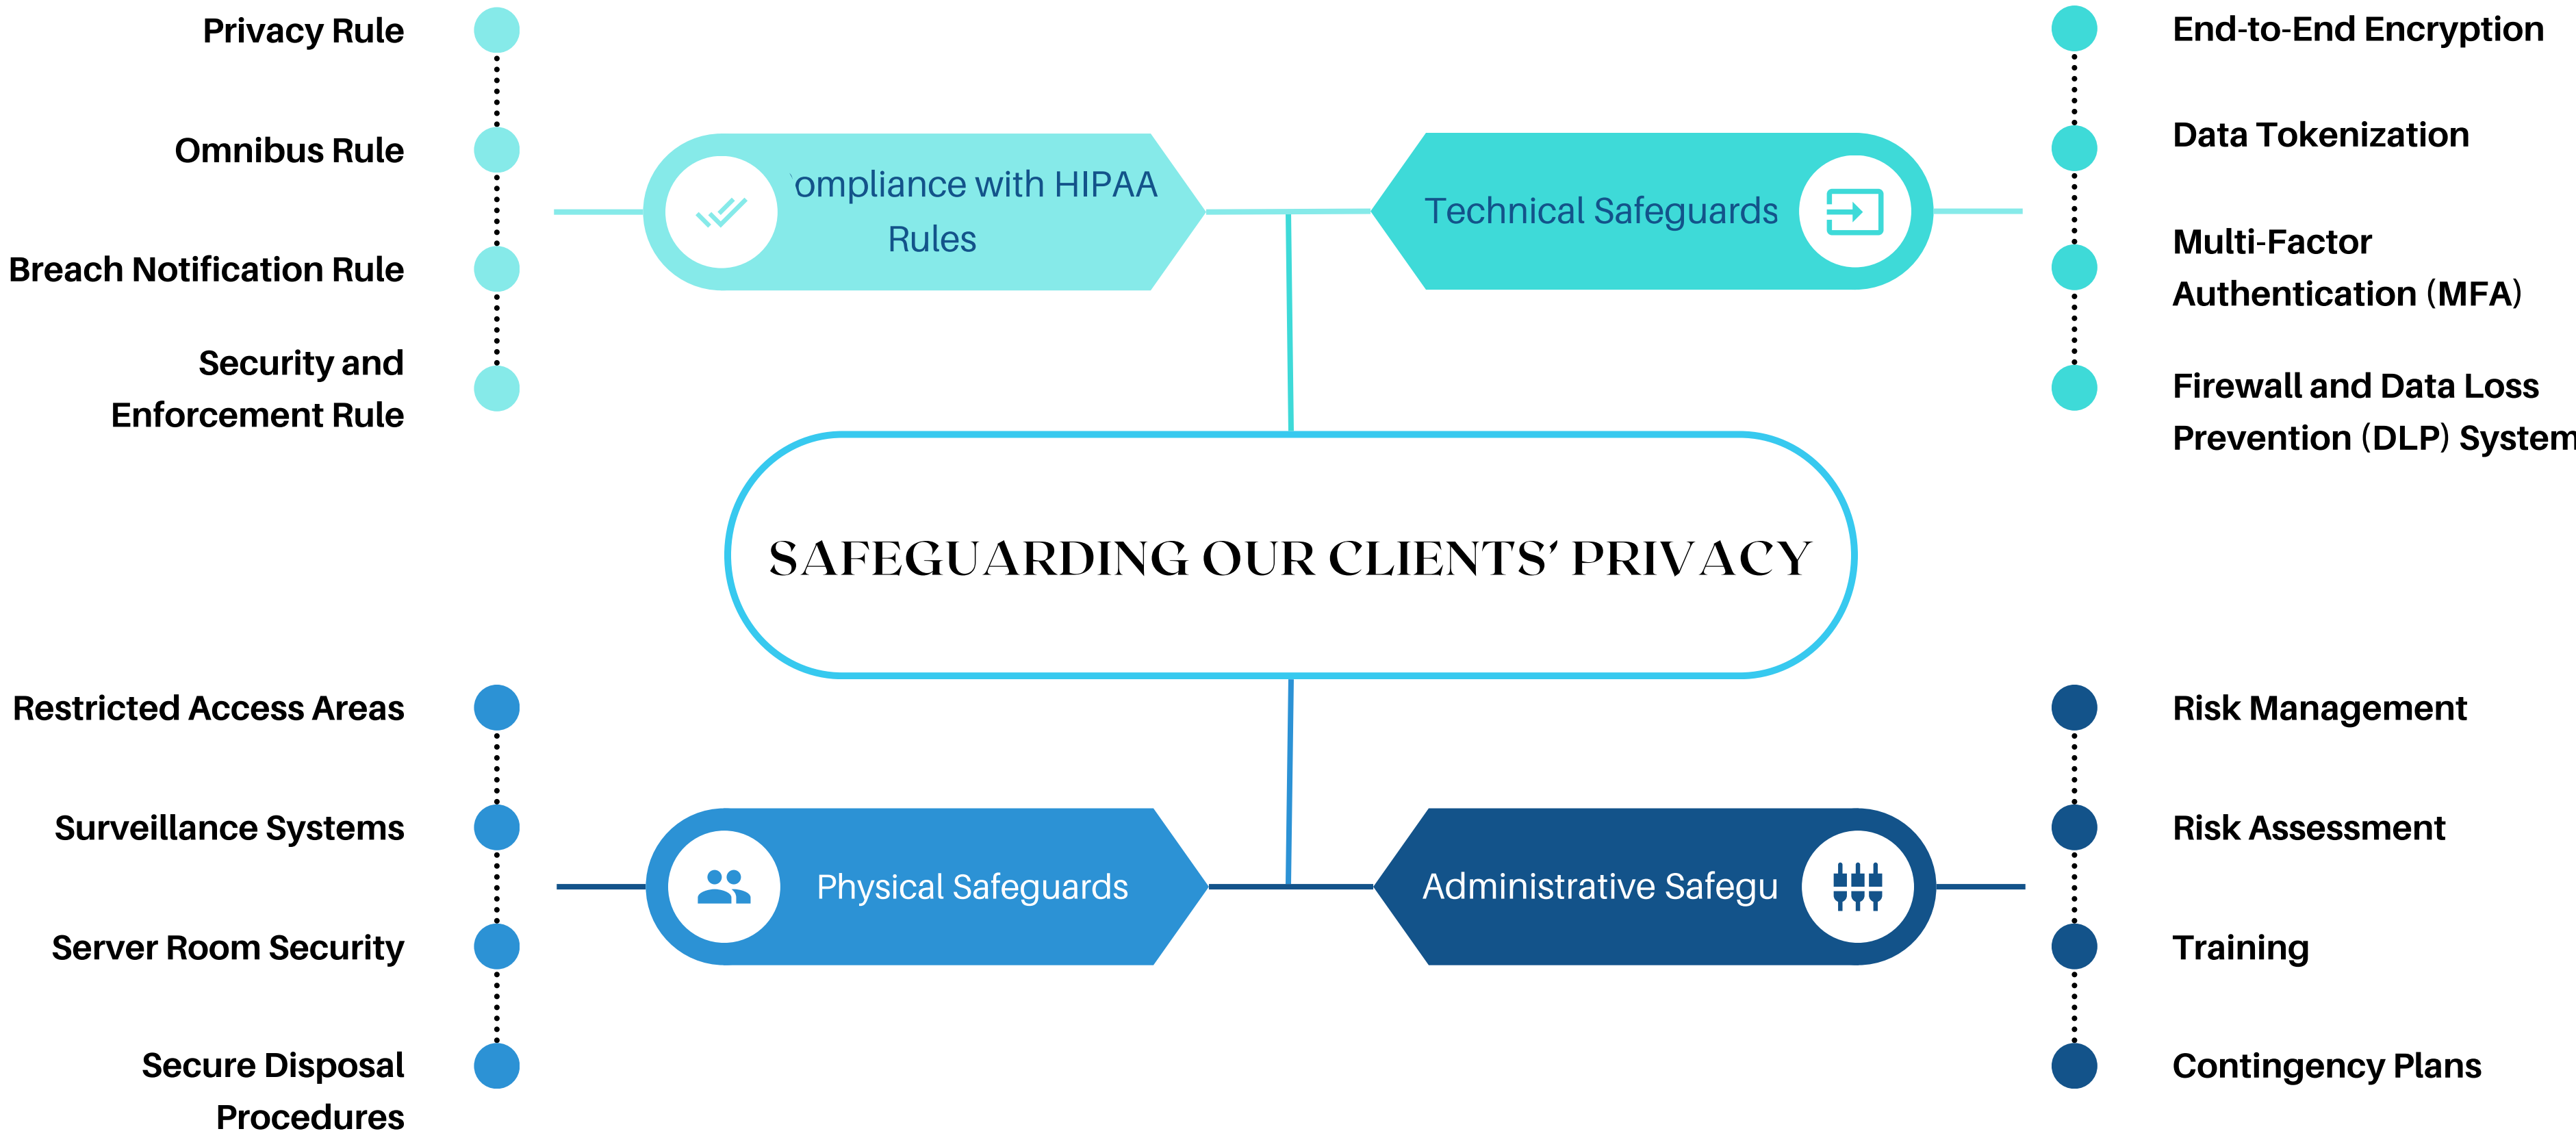 Privacy Rule
Omnibus Rule
Breach Notification Rule
Security and
Enforcement Rule
ompliance with HIPAA
Rules
Technical Safeguards
End-to-End Encryption
Data Tokenization
Multi-Factor
Authentication (MFA)
Firewall and Data Loss
Prevention (DLP) System
SAFEGUARDING OUR CLIENTS' PRIVACY
Restricted Access Areas
Surveillance Systems
Server Room Security
Secure Disposal
Procedures
Physical Safeguards
Administrative Safegu
Risk Management
Risk Assessment
Training
Contingency Plans